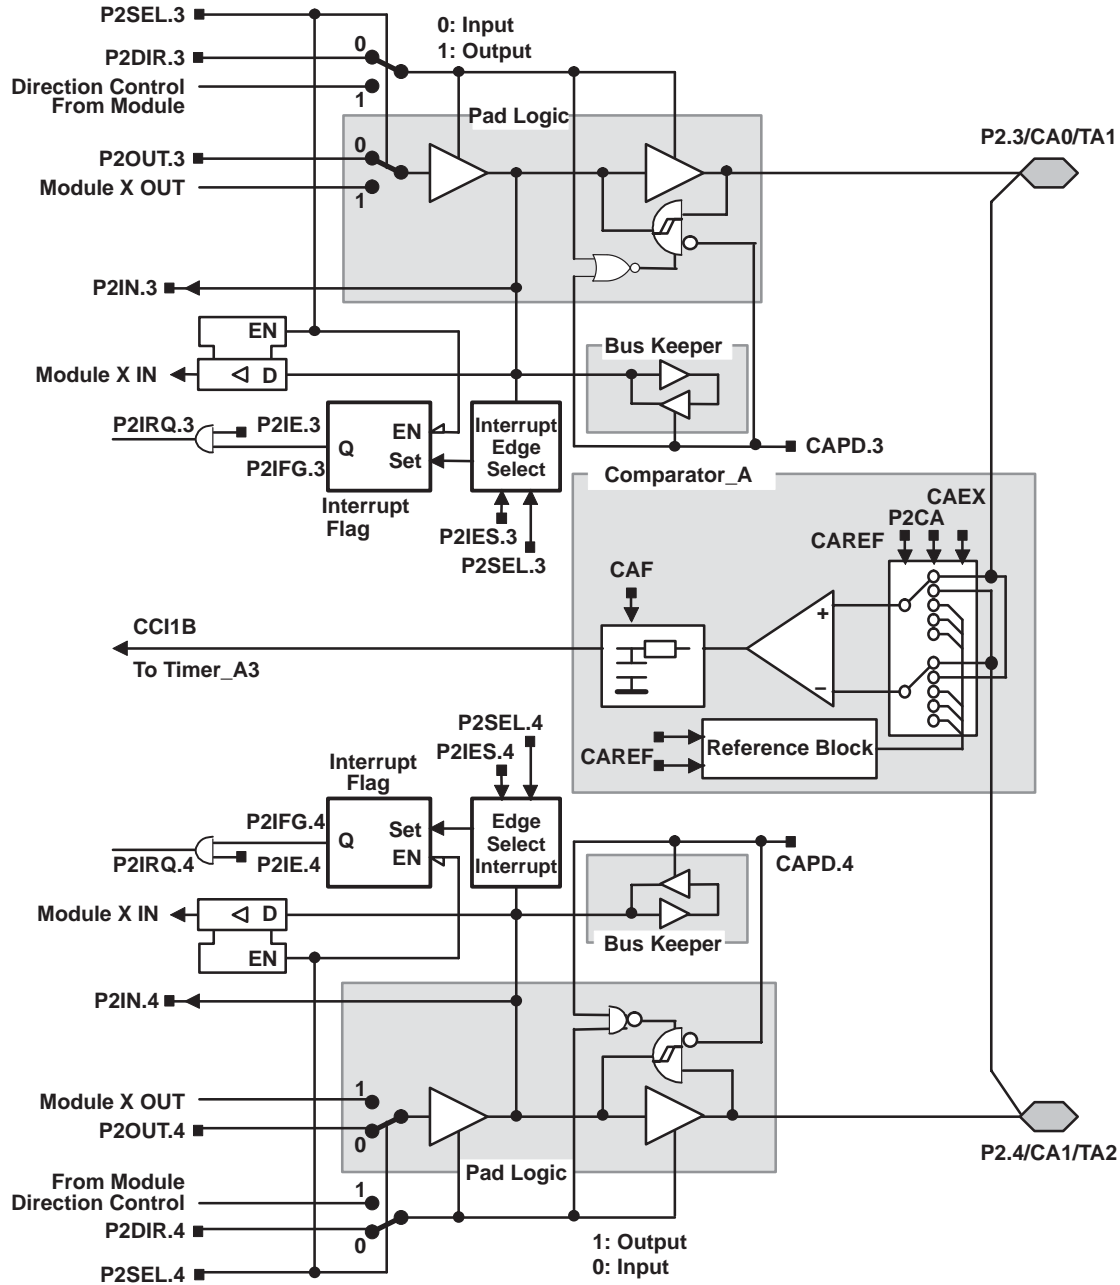 P2SEL.3
0: Input
1: Output
P2DIR.3
0
Direction Control
From Module
1
Pad Logic
P2OUT.3
0
Module X OUT
1
P2.3/CA0/TA1
P2IN.3
EN
Module X IN
D
Bus Keeper
P2IRQ.3
P2IE.3
P2IFG.3
Q
EN
Set
Interrupt
Edge
Select
Interrupt
Flag
P2IES.3
P2SEL.3
CAPD.3
Comparator_A
CAEX
P2CA
CAREF
CAF
+
−
CCI1B
To Timer_A3
Reference Block
CAREF
P2SEL.4
P2IES.4
Interrupt
Flag
P2IFG.4
P2IRQ.4
P2IE.4
Q
Set
EN
Edge
Select
Interrupt
CAPD.4
Module X IN
D
EN
Bus Keeper
P2IN.4
Module X OUT
1
P2OUT.4
0
Pad Logic
P2.4/CA1/TA2
From Module
Direction Control
1
P2DIR.4
0
P2SEL.4
1: Output
0: Input